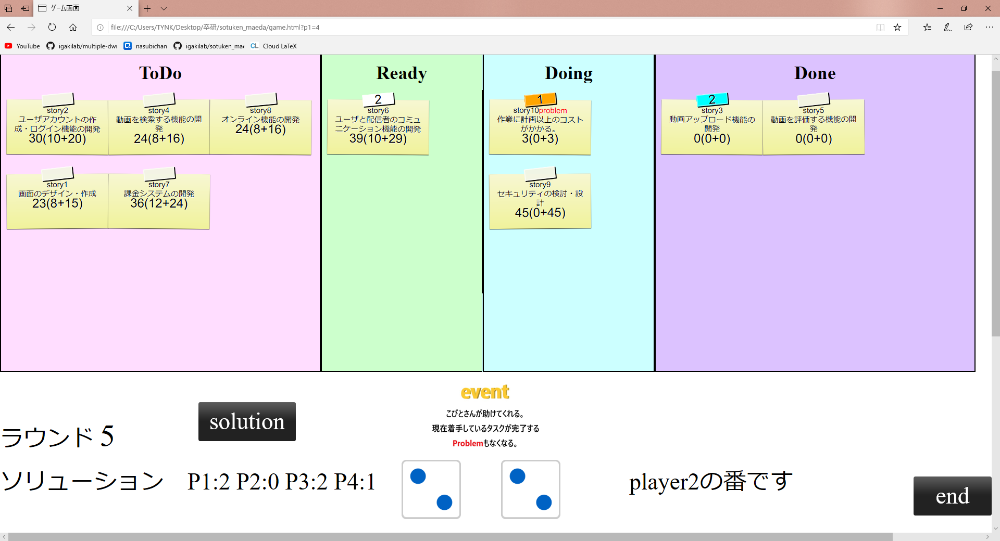 ゲーム画面
file:///C:/Users/TYNK/Desktop/卒研/sotuken_maeda/game.html?p1=4
YouTube
igakilab/multiple-dwr
nasubichan
igakilab/sotuken_mae
CL Cloud LaTeX
ToDo
story2
ユーザアカウントの作
成・ログイン機能の開発
30(10+20)
story4
動画を検索する機能の開
発
24(8+16)
story8
オンライン機能の開発
24(8+16)
story1
画面のデザイン・作成
23(8+15)
story7
課金システムの開発
36(12+24)
Ready
2
story6
ユーザと配信者のコミュ
ニケーション機能の開発
39(10+29)
Doing
1
story10problem
作業に計画以上のコスト
がかかる。
3(0+3)
story9
セキュリティの検討・設
計
45(0+45)
Done
2
story3
動画アップロード機能の
開発
0(0+0)
story5
動画を評価する機能の開
発
0(0+0)
event
こびとさんが助けてくれる。
現在着手しているタスクが完了する
Problemもなくなる。
solution
ラウンド 5
ソリューション P1:2 P2:0 P3:2 P4:1
player2の番です
end